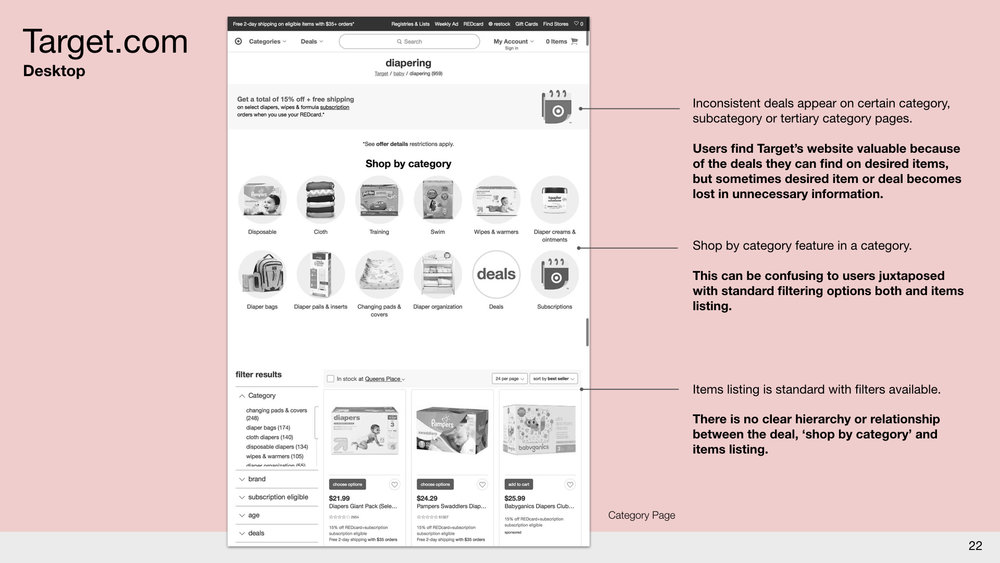 Target.com
Desktop
Free 2-day shipping on eligible items with $35+ orders*
Registries & Lists Weekly Ad REDcard restock Gift Cards Find Stores 0
Categories Deals Search My Account 0 Items
Sign in
diapering
Target / baby / diapering (959)
Get a total of 15% off + free shipping
on select diapers, wipes & formula subscription
orders when you use your REDcard.*
*See offer details restrictions apply.
Shop by category
Disposable
Cloth
Training
Swim
Wipes & warmers
Diaper creams &
ointments
deals
Diaper bags
Diaper pails & inserts
Changing pads &
covers
Diaper organization
Deals
Subscriptions
filter results
In stock at Queens Place
24 per page
sort by best seller
Category
changing pads & covers
(248)
diaper bags (174)
cloth diapers (140)
disposable diapers (134)
wipes & warmers (105)
diaper organization
brand
subscription eligible
age
deals
diapers
3
Pampers
babyganics
choose options
choose options
add to cart
$21.99
Diapers Giant Pack (Sele...
15% off REDcard+subscription
subscription eligible
Free 2-day shipping with $35 orders
$24.29
Pampers Swaddlers Diap...
15% off REDcard+subscription
subscription eligible
Free 2-day shipping with $35 orders
$25.99
Babyganics Diapers Club...
15% off REDcard+subscription
subscription eligible
sponsored
Inconsistent deals appear on certain category,
subcategory or tertiary category pages.
Users find Target’s website valuable because
of the deals they can find on desired items,
but sometimes desired item or deal becomes
lost in unnecessary information.
Shop by category feature in a category.
This can be confusing to users juxtaposed
with standard filtering options both and items
listing.
Items listing is standard with filters available.
There is no clear hierarchy or relationship
between the deal, ‘shop by category’ and
items listing.
Category Page
22